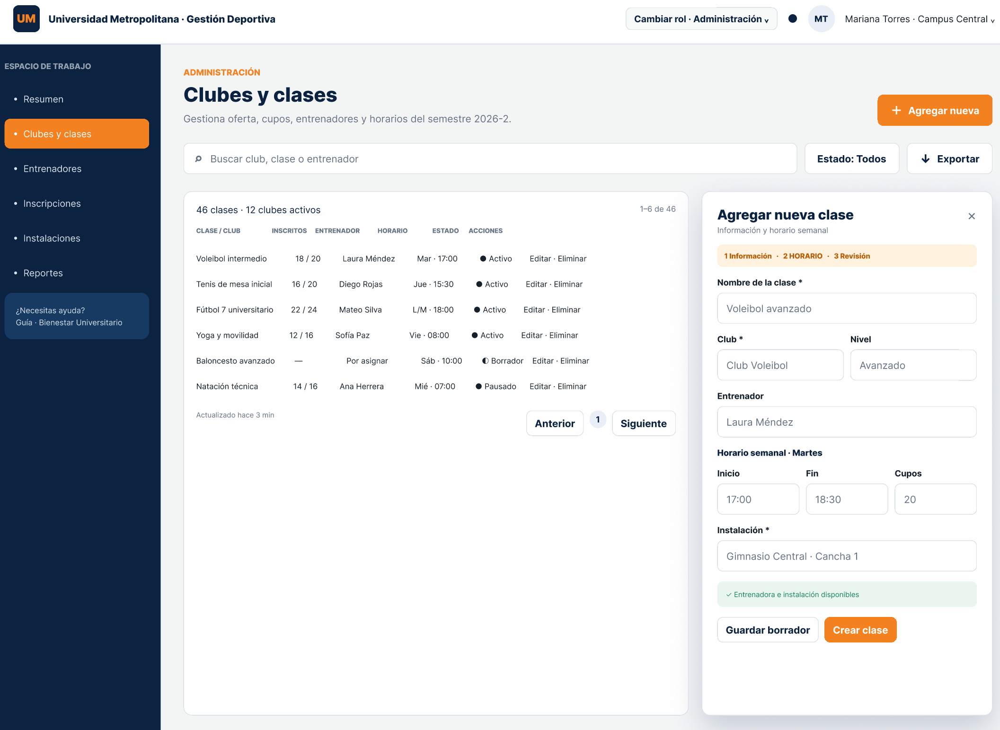 UM
Universidad Metropolitana · Gestión Deportiva
Cambiar rol · Administración v
MT
Mariana Torres · Campus Central v
ESPACIO DE TRABAJO
• Resumen
• Clubes y clases
• Entrenadores
• Inscripciones
• Instalaciones
• Reportes
¿Necesitas ayuda?
Guía · Bienestar Universitario
ADMINISTRACIÓN
Clubes y clases
Gestiona oferta, cupos, entrenadores y horarios del semestre 2026-2.
+ Agregar nueva
Buscar club, clase o entrenador
Estado: Todos
↓ Exportar
46 clases · 12 clubes activos
1–6 de 46
CLASE / CLUB INSCRITOS ENTRENADOR HORARIO ESTADO ACCIONES
Voleibol intermedio 18 / 20 Laura Méndez Mar · 17:00 ● Activo Editar · Eliminar
Tenis de mesa inicial 16 / 20 Diego Rojas Jue · 15:30 ● Activo Editar · Eliminar
Fútbol 7 universitario 22 / 24 Mateo Silva L/M · 18:00 ● Activo Editar · Eliminar
Yoga y movilidad 12 / 16 Sofía Paz Vie · 08:00 ● Activo Editar · Eliminar
Baloncesto avanzado — Por asignar Sáb · 10:00 ◐ Borrador Editar · Eliminar
Natación técnica 14 / 16 Ana Herrera Mié · 07:00 ● Pausado Editar · Eliminar
Actualizado hace 3 min
Anterior 1 Siguiente
Agregar nueva clase ×
Información y horario semanal
1 Información · 2 HORARIO · 3 Revisión
Nombre de la clase *
Voleibol avanzado
Club * Nivel
Club Voleibol Avanzado
Entrenador
Laura Méndez
Horario semanal · Martes
Inicio Fin Cupos
17:00 18:30 20
Instalación *
Gimnasio Central · Cancha 1
✓ Entrenadora e instalación disponibles
Guardar borrador Crear clase